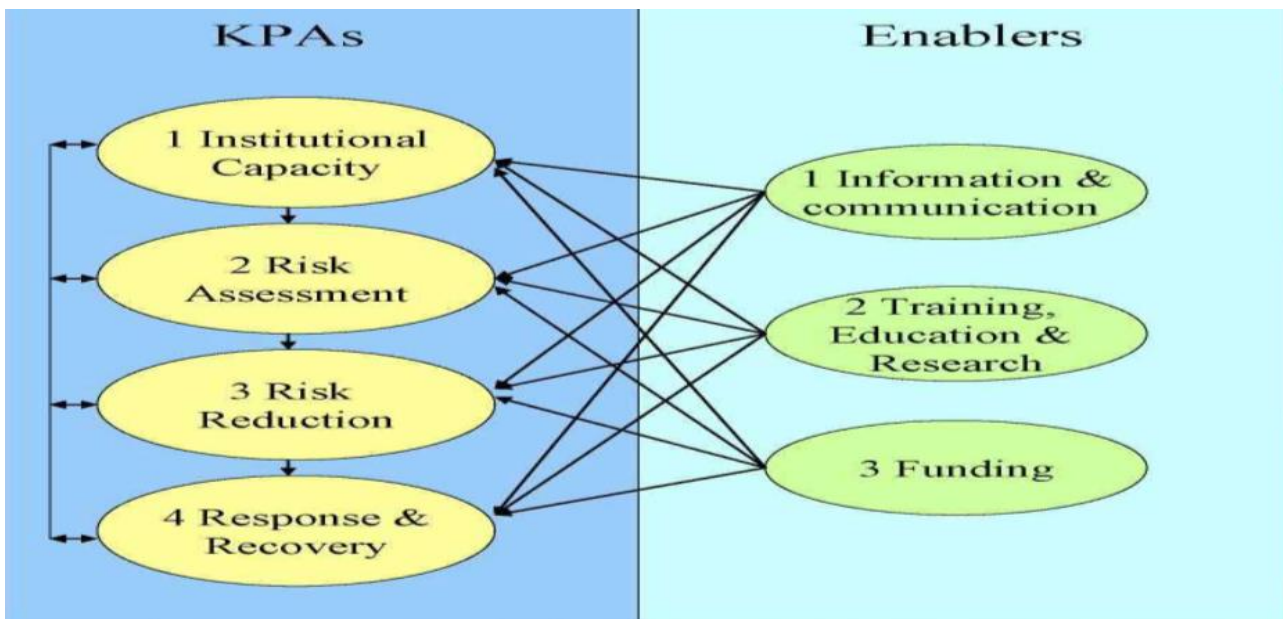 KPAs
1 Institutional
Capacity
2 Risk
Assessment
3 Risk
Reduction
4 Response &
Recovery
Enablers
1 Information &
communication
2 Training,
Education &
Research
3 Funding